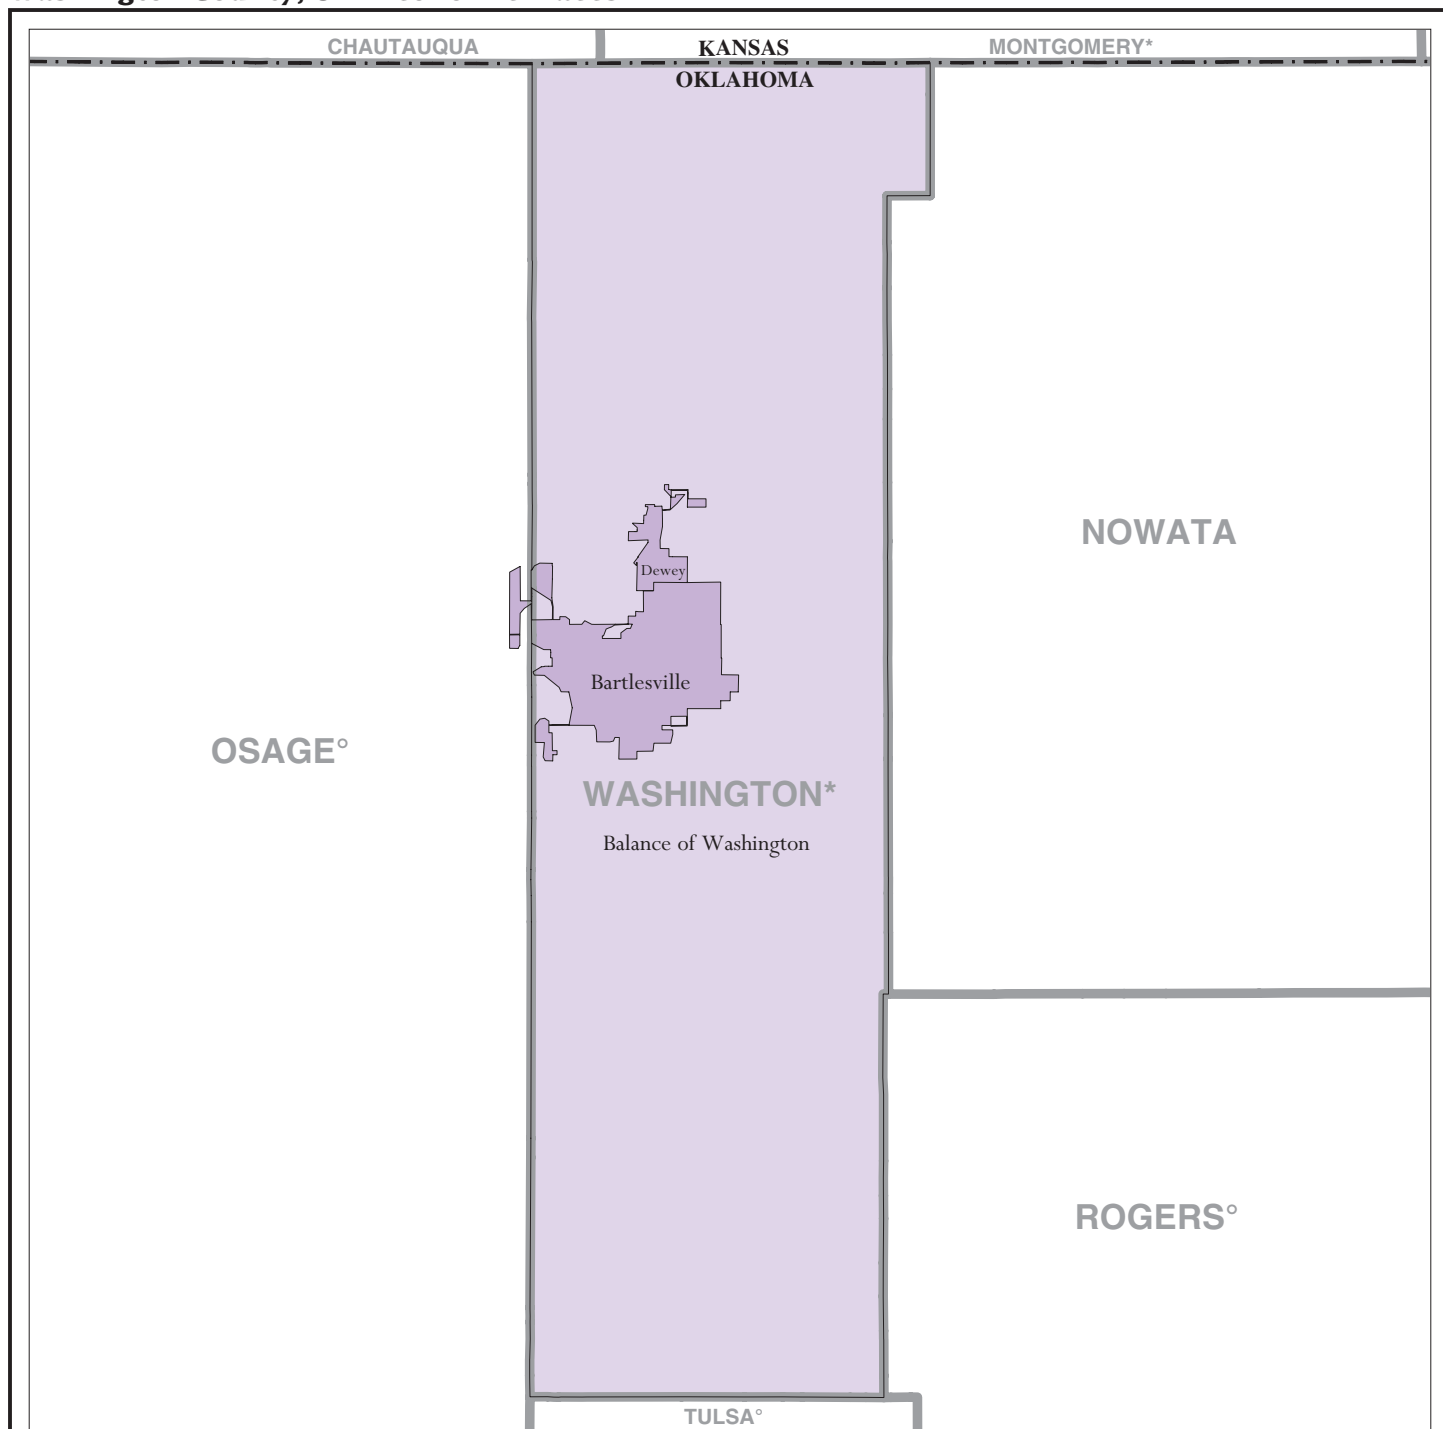 CHAUTAUQUA KANSAS MONTGOMERY*
OKLAHOMA
NOWATA
Dewey
Bartlesville
OSAGE°
WASHINGTON*
Balance of Washington
ROGERS°
TULSA°